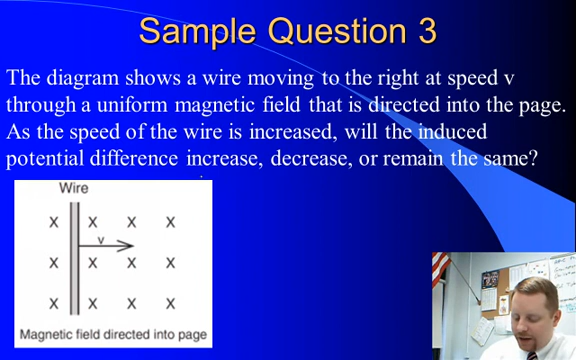 Sample Question 3
The diagram shows a wire moving to the right at speed v
through a uniform magnetic field that is directed into the page.
As the speed of the wire is increased, will the induced
potential difference increase, decrease, or remain the same?
Wire
x x x x
v
x x x x
x x x x
Magnetic field directed into page